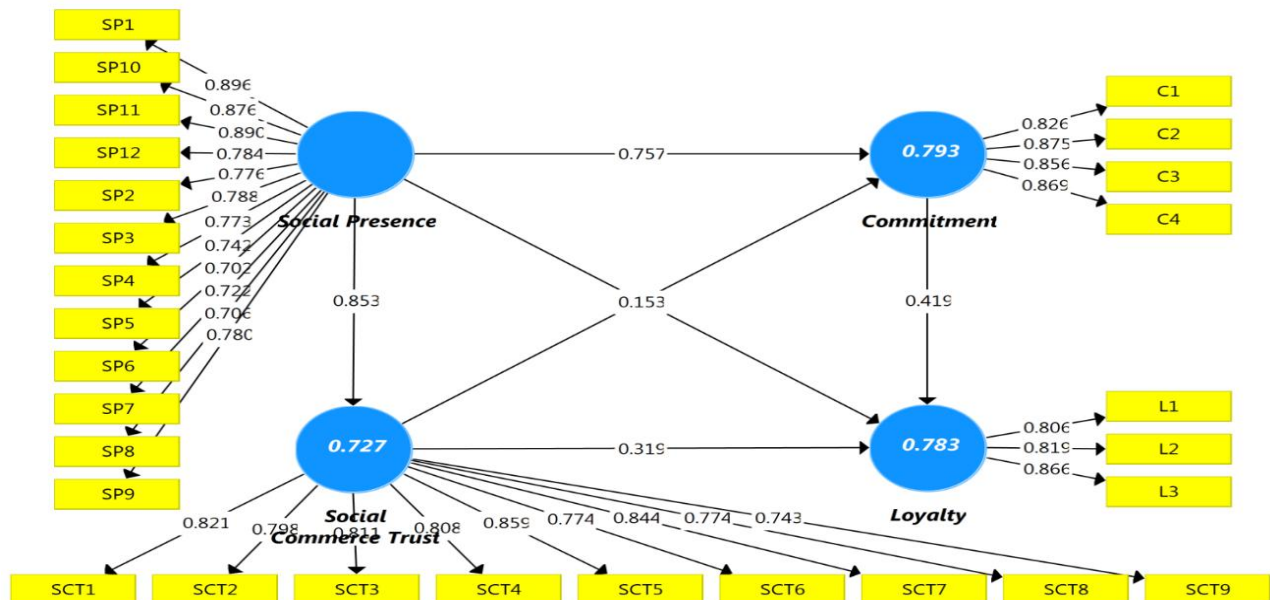 SP1
SP10
SP11
SP12
SP2
SP3
SP4
SP5
SP6
SP7
SP8
SP9
0.896
0.876
0.890
0.784
0.776
0.788
0.773
0.742
0.702
0.722
0.706
0.780
Social Presence
0.757
0.793
Commitment
0.826
0.875
0.856
0.869
C1
C2
C3
C4
0.853
0.153
0.419
0.727
Social
Commerce Trust
0.319
0.783
Loyalty
0.806
0.819
0.866
L1
L2
L3
0.821
0.798
0.811
0.808
0.859
0.774
0.844
0.774
0.743
SCT1
SCT2
SCT3
SCT4
SCT5
SCT6
SCT7
SCT8
SCT9